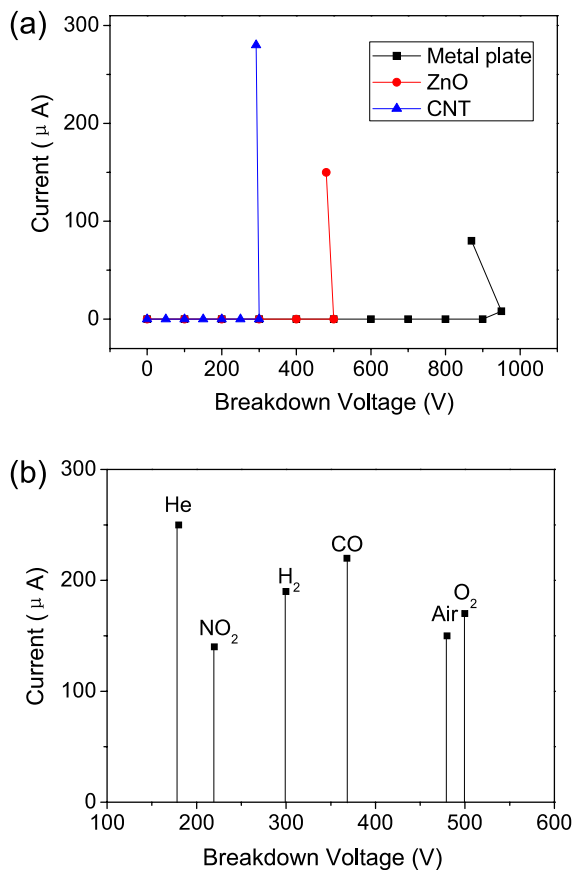 (a)
300
200
100
0
Current (μ A)
Metal plate
ZnO
CNT
0 200 400 600 800 1000
Breakdown Voltage (V)
(b)
300
200
100
0
Current (μ A)
He
NO2
H2
CO
Air
O2
100 200 300 400 500 600
Breakdown Voltage (V)